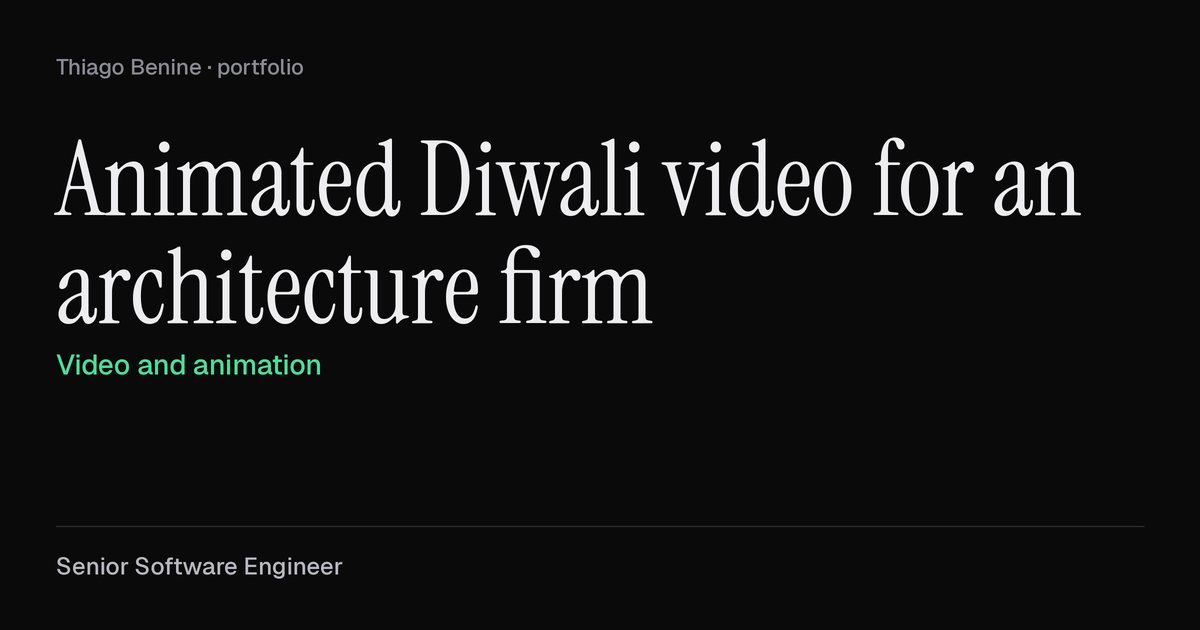 Thiago Benine · portfolio
Animated Diwali video for an
architecture firm
Video and animation
Senior Software Engineer